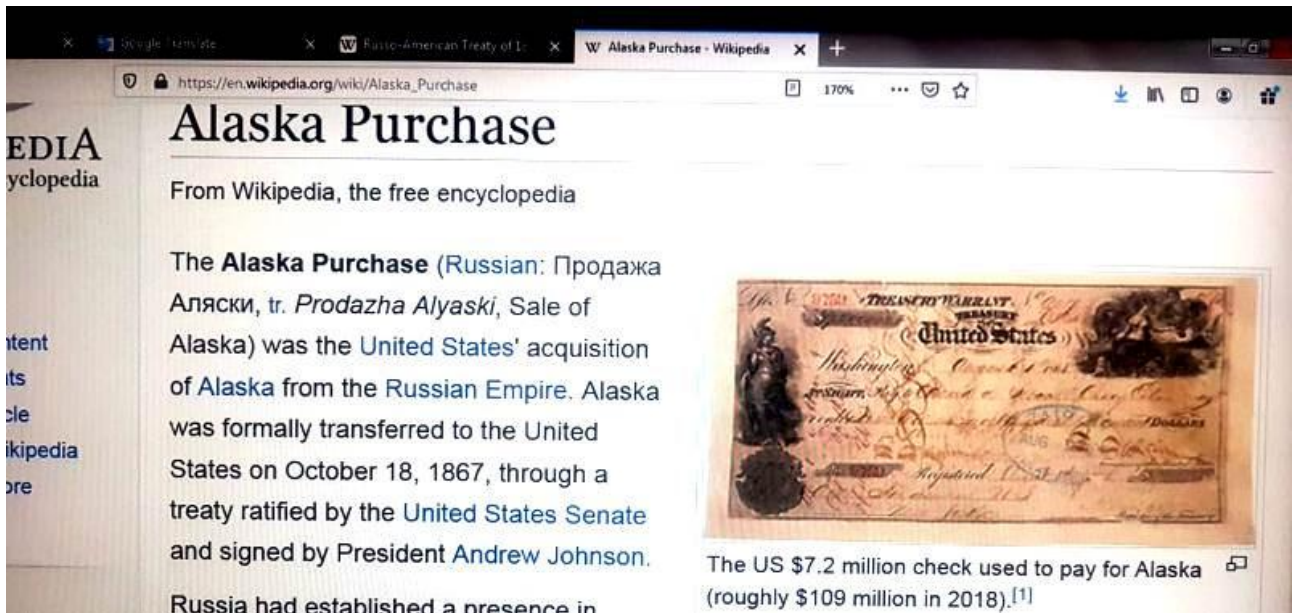 Google Translate
Russo-American Treaty of
Alaska Purchase - Wikipedia
https://en.wikipedia.org/wiki/Alaska_Purchase
170%
EDIA
yclopedia
Alaska Purchase
From Wikipedia, the free encyclopedia
The Alaska Purchase (Russian: Продажа
Аляски, tr. Prodazha Alyaski, Sale of
Alaska) was the United States' acquisition
of Alaska from the Russian Empire. Alaska
was formally transferred to the United
States on October 18, 1867, through a
treaty ratified by the United States Senate
and signed by President Andrew Johnson.
Russia had established a presence in
ntent
ts
cle
ikipedia
ore
TREASURY WARRANT.
TREASURY
United States
Washington
DOLLARS
Registered
AUG
The US $7.2 million check used to pay for Alaska
(roughly $109 million in 2018).[1]